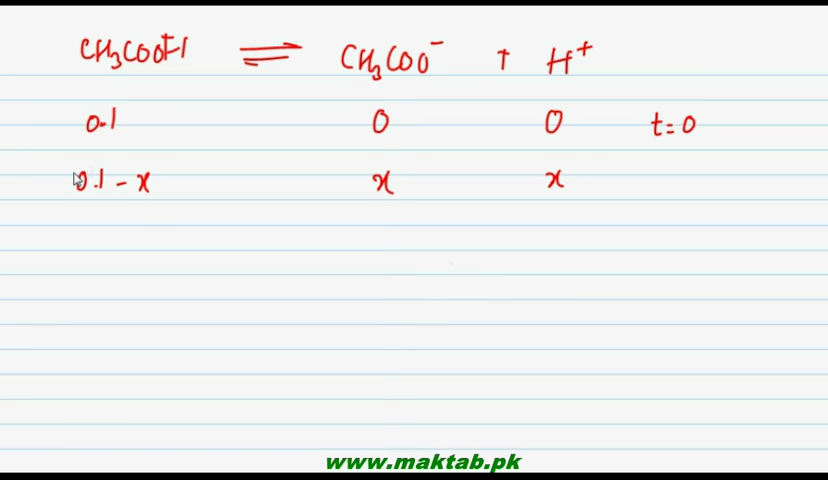 CH₃COOH ⇌ CH₃COO⁻ + H⁺
0.1 0 0 t=0
0.1 - x x x
www.maktab.pk